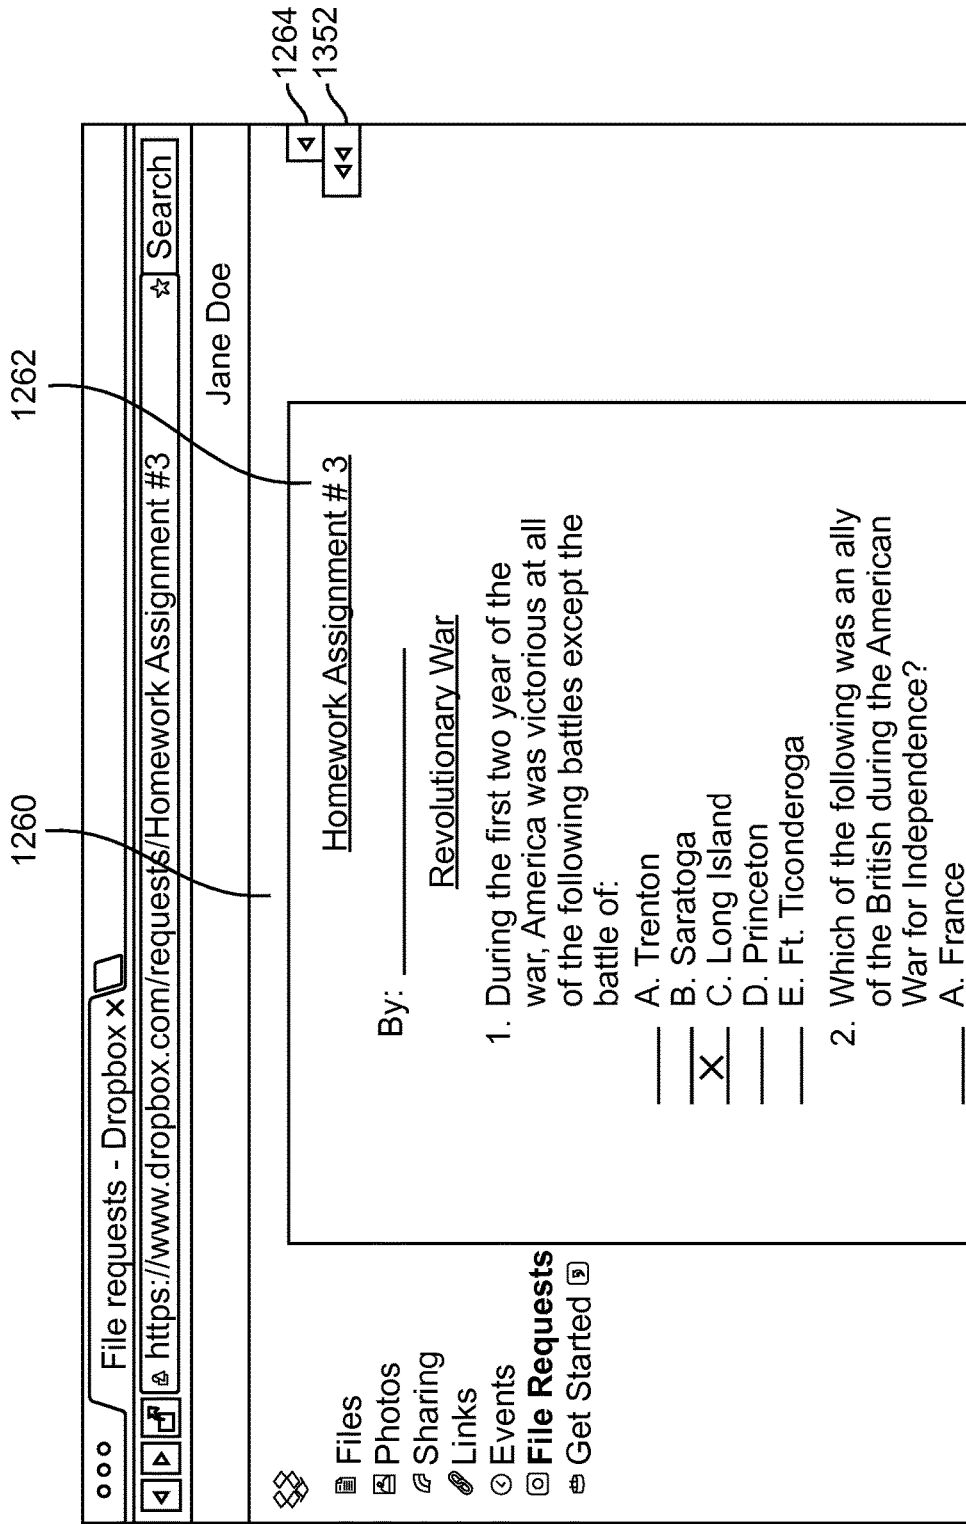 1260
1262
File requests - Dropbox ×
https://www.dropbox.com/requests/Homework Assignment #3
Search
Jane Doe
1264
1352
Files
Photos
Sharing
Links
Events
File Requests
Get Started
Homework Assignment # 3
By:
Revolutionary War
1. During the first two year of the
war, America was victorious at all
of the following battles except the
battle of:
A. Trenton
B. Saratoga
X C. Long Island
D. Princeton
E. Ft. Ticonderoga
2. Which of the following was an ally
of the British during the American
War for Independence?
A. France